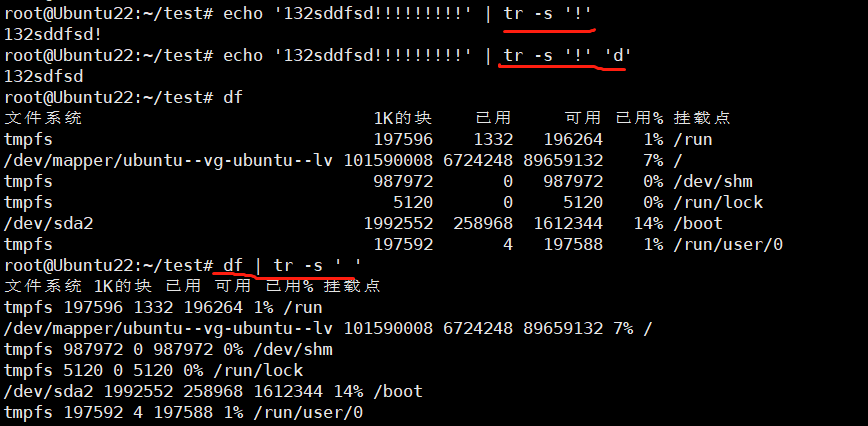 root@Ubuntu22:~/test# echo '132sddfsd!!!!!!!!!' | tr -s '!'
132sddfsd!
root@Ubuntu22:~/test# echo '132sddfsd!!!!!!!!!' | tr -s '!' 'd'
132sdfsd
root@Ubuntu22:~/test# df
文件系统 1K的块 已用 可用 已用% 挂载点
tmpfs 197596 1332 196264 1% /run
/dev/mapper/ubuntu--vg-ubuntu--lv 101590008 6724248 89659132 7% /
tmpfs 987972 0 987972 0% /dev/shm
tmpfs 5120 0 5120 0% /run/lock
/dev/sda2 1992552 258968 1612344 14% /boot
tmpfs 197592 4 197588 1% /run/user/0
root@Ubuntu22:~/test# df | tr -s ' '
文件系统 1K的块 已用 可用 已用% 挂载点
tmpfs 197596 1332 196264 1% /run
/dev/mapper/ubuntu--vg-ubuntu--lv 101590008 6724248 89659132 7% /
tmpfs 987972 0 987972 0% /dev/shm
tmpfs 5120 0 5120 0% /run/lock
/dev/sda2 1992552 258968 1612344 14% /boot
tmpfs 197592 4 197588 1% /run/user/0